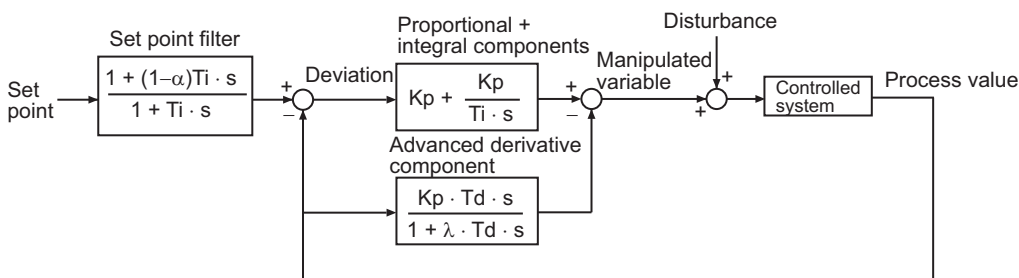 Disturbance
Proportional +
integral components
Set point filter
Manipulated
variable
Set
point
1 + (1−α)Ti · s
1 + Ti · s
+
−
Deviation
Kp + Kp
Ti · s
+
−
+
+
Controlled
system
Process value
Advanced derivative
component
Kp · Td · s
1 + λ · Td · s